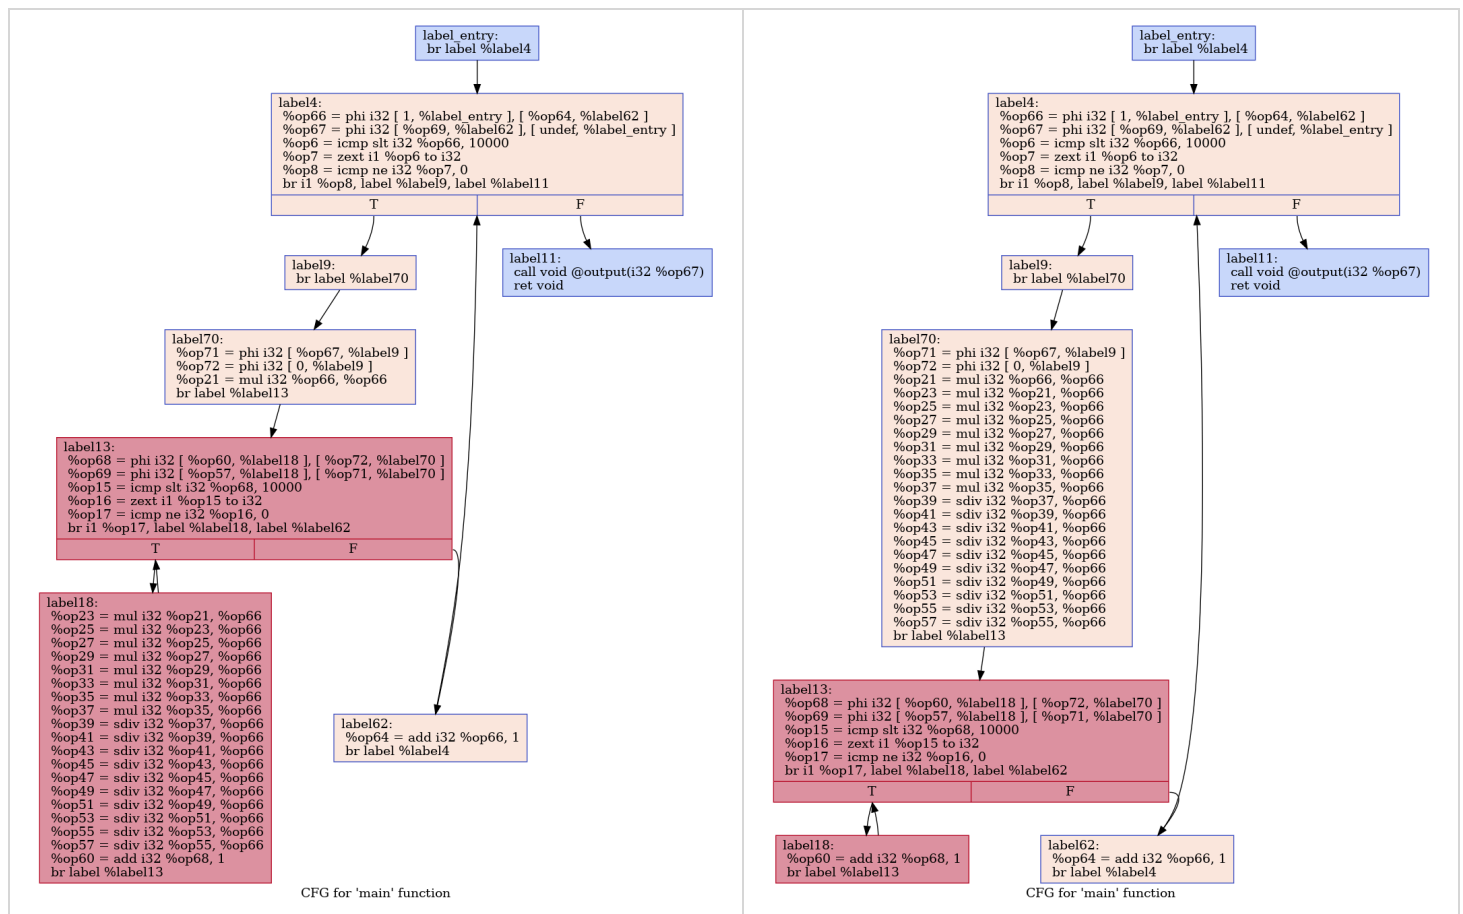 label_entry:
br label %label4
label4:
%op66 = phi i32 [ 1, %label_entry ], [ %op64, %label62 ]
%op67 = phi i32 [ %op69, %label62 ], [ undef, %label_entry ]
%op6 = icmp slt i32 %op66, 10000
%op7 = zext i1 %op6 to i32
%op8 = icmp ne i32 %op7, 0
br i1 %op8, label %label9, label %label11
T
F
label9:
br label %label70
label11:
call void @output(i32 %op67)
ret void
label70:
%op71 = phi i32 [ %op67, %label9 ]
%op72 = phi i32 [ 0, %label9 ]
%op21 = mul i32 %op66, %op66
br label %label13
label13:
%op68 = phi i32 [ %op60, %label18 ], [ %op72, %label70 ]
%op69 = phi i32 [ %op57, %label18 ], [ %op71, %label70 ]
%op15 = icmp slt i32 %op68, 10000
%op16 = zext i1 %op15 to i32
%op17 = icmp ne i32 %op16, 0
br i1 %op17, label %label18, label %label62
T
F
label18:
%op23 = mul i32 %op21, %op66
%op25 = mul i32 %op23, %op66
%op27 = mul i32 %op25, %op66
%op29 = mul i32 %op27, %op66
%op31 = mul i32 %op29, %op66
%op33 = mul i32 %op31, %op66
%op35 = mul i32 %op33, %op66
%op37 = mul i32 %op35, %op66
%op39 = sdiv i32 %op37, %op66
%op41 = sdiv i32 %op39, %op66
%op43 = sdiv i32 %op41, %op66
%op45 = sdiv i32 %op43, %op66
%op47 = sdiv i32 %op45, %op66
%op49 = sdiv i32 %op47, %op66
%op51 = sdiv i32 %op49, %op66
%op53 = sdiv i32 %op51, %op66
%op55 = sdiv i32 %op53, %op66
%op57 = sdiv i32 %op55, %op66
%op60 = add i32 %op68, 1
br label %label13
label62:
%op64 = add i32 %op66, 1
br label %label4
CFG for 'main' function
label_entry:
br label %label4
label4:
%op66 = phi i32 [ 1, %label_entry ], [ %op64, %label62 ]
%op67 = phi i32 [ %op69, %label62 ], [ undef, %label_entry ]
%op6 = icmp slt i32 %op66, 10000
%op7 = zext i1 %op6 to i32
%op8 = icmp ne i32 %op7, 0
br i1 %op8, label %label9, label %label11
T
F
label9:
br label %label70
label11:
call void @output(i32 %op67)
ret void
label70:
%op71 = phi i32 [ %op67, %label9 ]
%op72 = phi i32 [ 0, %label9 ]
%op21 = mul i32 %op66, %op66
%op23 = mul i32 %op21, %op66
%op25 = mul i32 %op23, %op66
%op27 = mul i32 %op25, %op66
%op29 = mul i32 %op27, %op66
%op31 = mul i32 %op29, %op66
%op33 = mul i32 %op31, %op66
%op35 = mul i32 %op33, %op66
%op37 = mul i32 %op35, %op66
%op39 = sdiv i32 %op37, %op66
%op41 = sdiv i32 %op39, %op66
%op43 = sdiv i32 %op41, %op66
%op45 = sdiv i32 %op43, %op66
%op47 = sdiv i32 %op45, %op66
%op49 = sdiv i32 %op47, %op66
%op51 = sdiv i32 %op49, %op66
%op53 = sdiv i32 %op51, %op66
%op55 = sdiv i32 %op53, %op66
%op57 = sdiv i32 %op55, %op66
br label %label13
label13:
%op68 = phi i32 [ %op60, %label18 ], [ %op72, %label70 ]
%op69 = phi i32 [ %op57, %label18 ], [ %op71, %label70 ]
%op15 = icmp slt i32 %op68, 10000
%op16 = zext i1 %op15 to i32
%op17 = icmp ne i32 %op16, 0
br i1 %op17, label %label18, label %label62
T
F
label18:
%op60 = add i32 %op68, 1
br label %label13
label62:
%op64 = add i32 %op66, 1
br label %label4
CFG for 'main' function